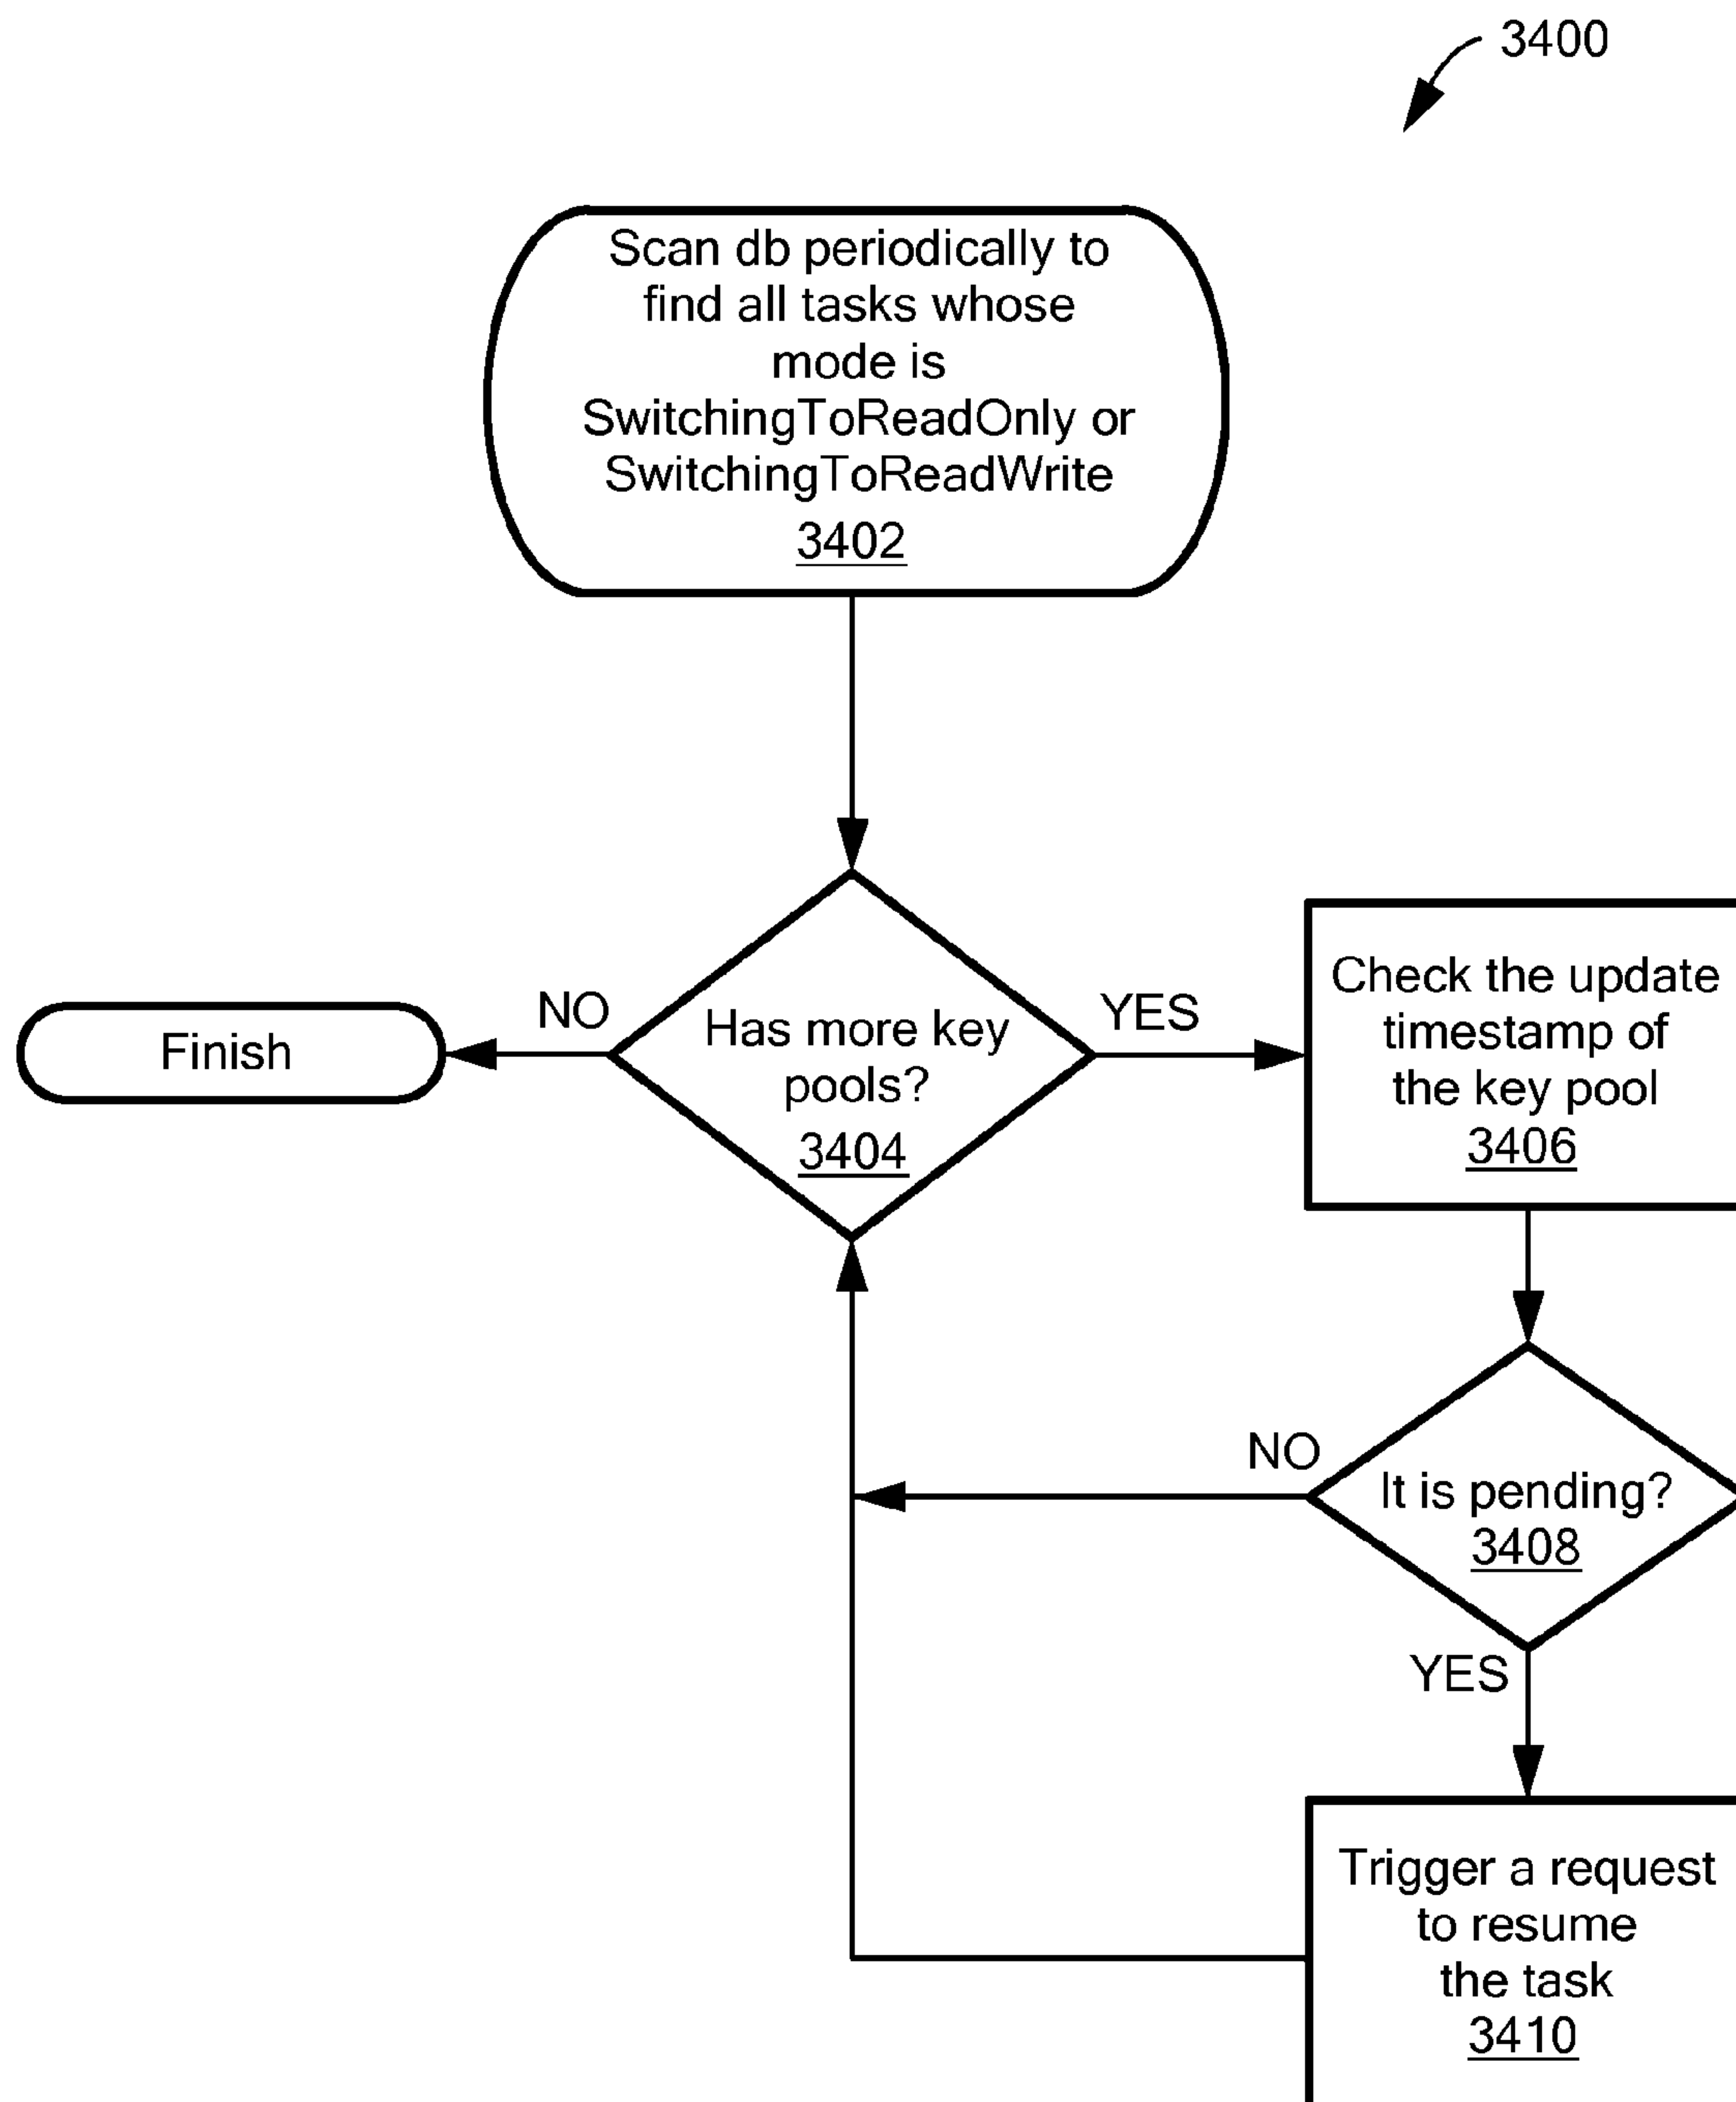 3400
Scan db periodically to
find all tasks whose
mode is
SwitchingToReadOnly or
SwitchingToReadWrite
3402
Finish
NO
Has more key
pools?
3404
YES
Check the update
timestamp of
the key pool
3406
NO
It is pending?
3408
YES
Trigger a request
to resume
the task
3410